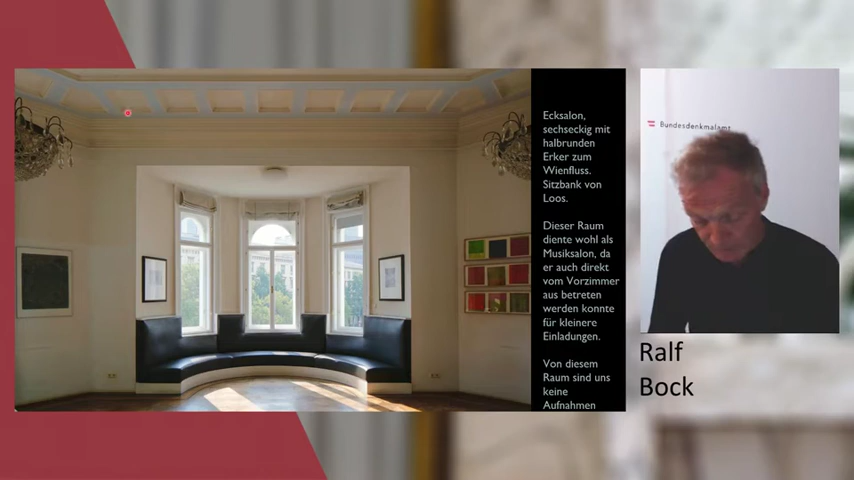 Ecksalon,
sechseckig mit
halbrunden
Erker zum
Wienfluss.
Sitzbank von
Loos.
Dieser Raum
diente wohl als
Musiksalon, da
er auch direkt
vom Vorzimmer
aus betreten
werden konnte
für kleinere
Einladungen.
Von diesem
Raum sind uns
keine
Aufnahmen
Bundesdenkmalamt
Ralf
Bock